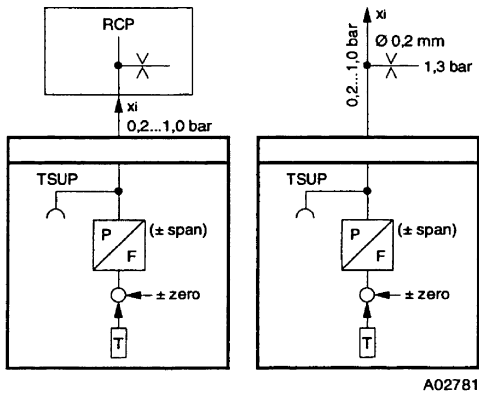 RCP
xi
0,2...1,0 bar
TSUP
P
F
(± span)
± zero
T
xi
0,2...1,0 bar
Ø 0,2 mm
1,3 bar
TSUP
P
F
(± span)
± zero
T
A02781